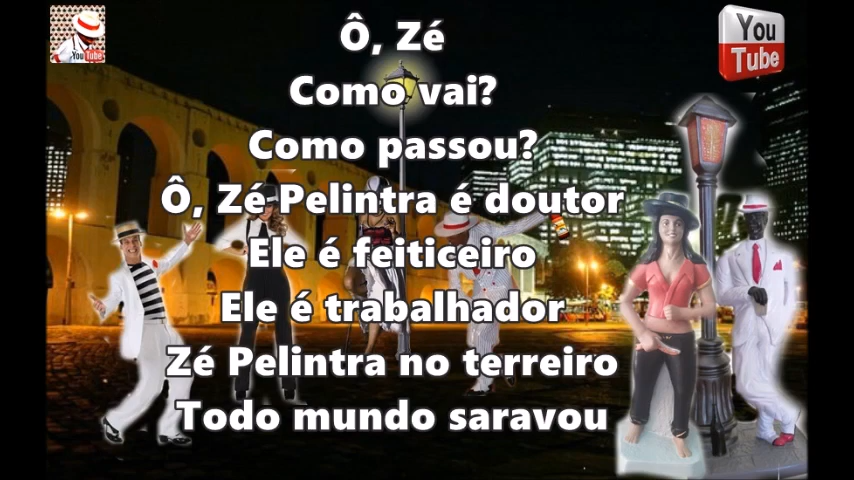 Ô, Zé
Como vai?
Como passou?
Ô, Zé Pelintra é doutor
Ele é feiticeiro
Ele é trabalhador
Zé Pelintra no terreiro
Todo mundo saravou
YouTube
You
Tube